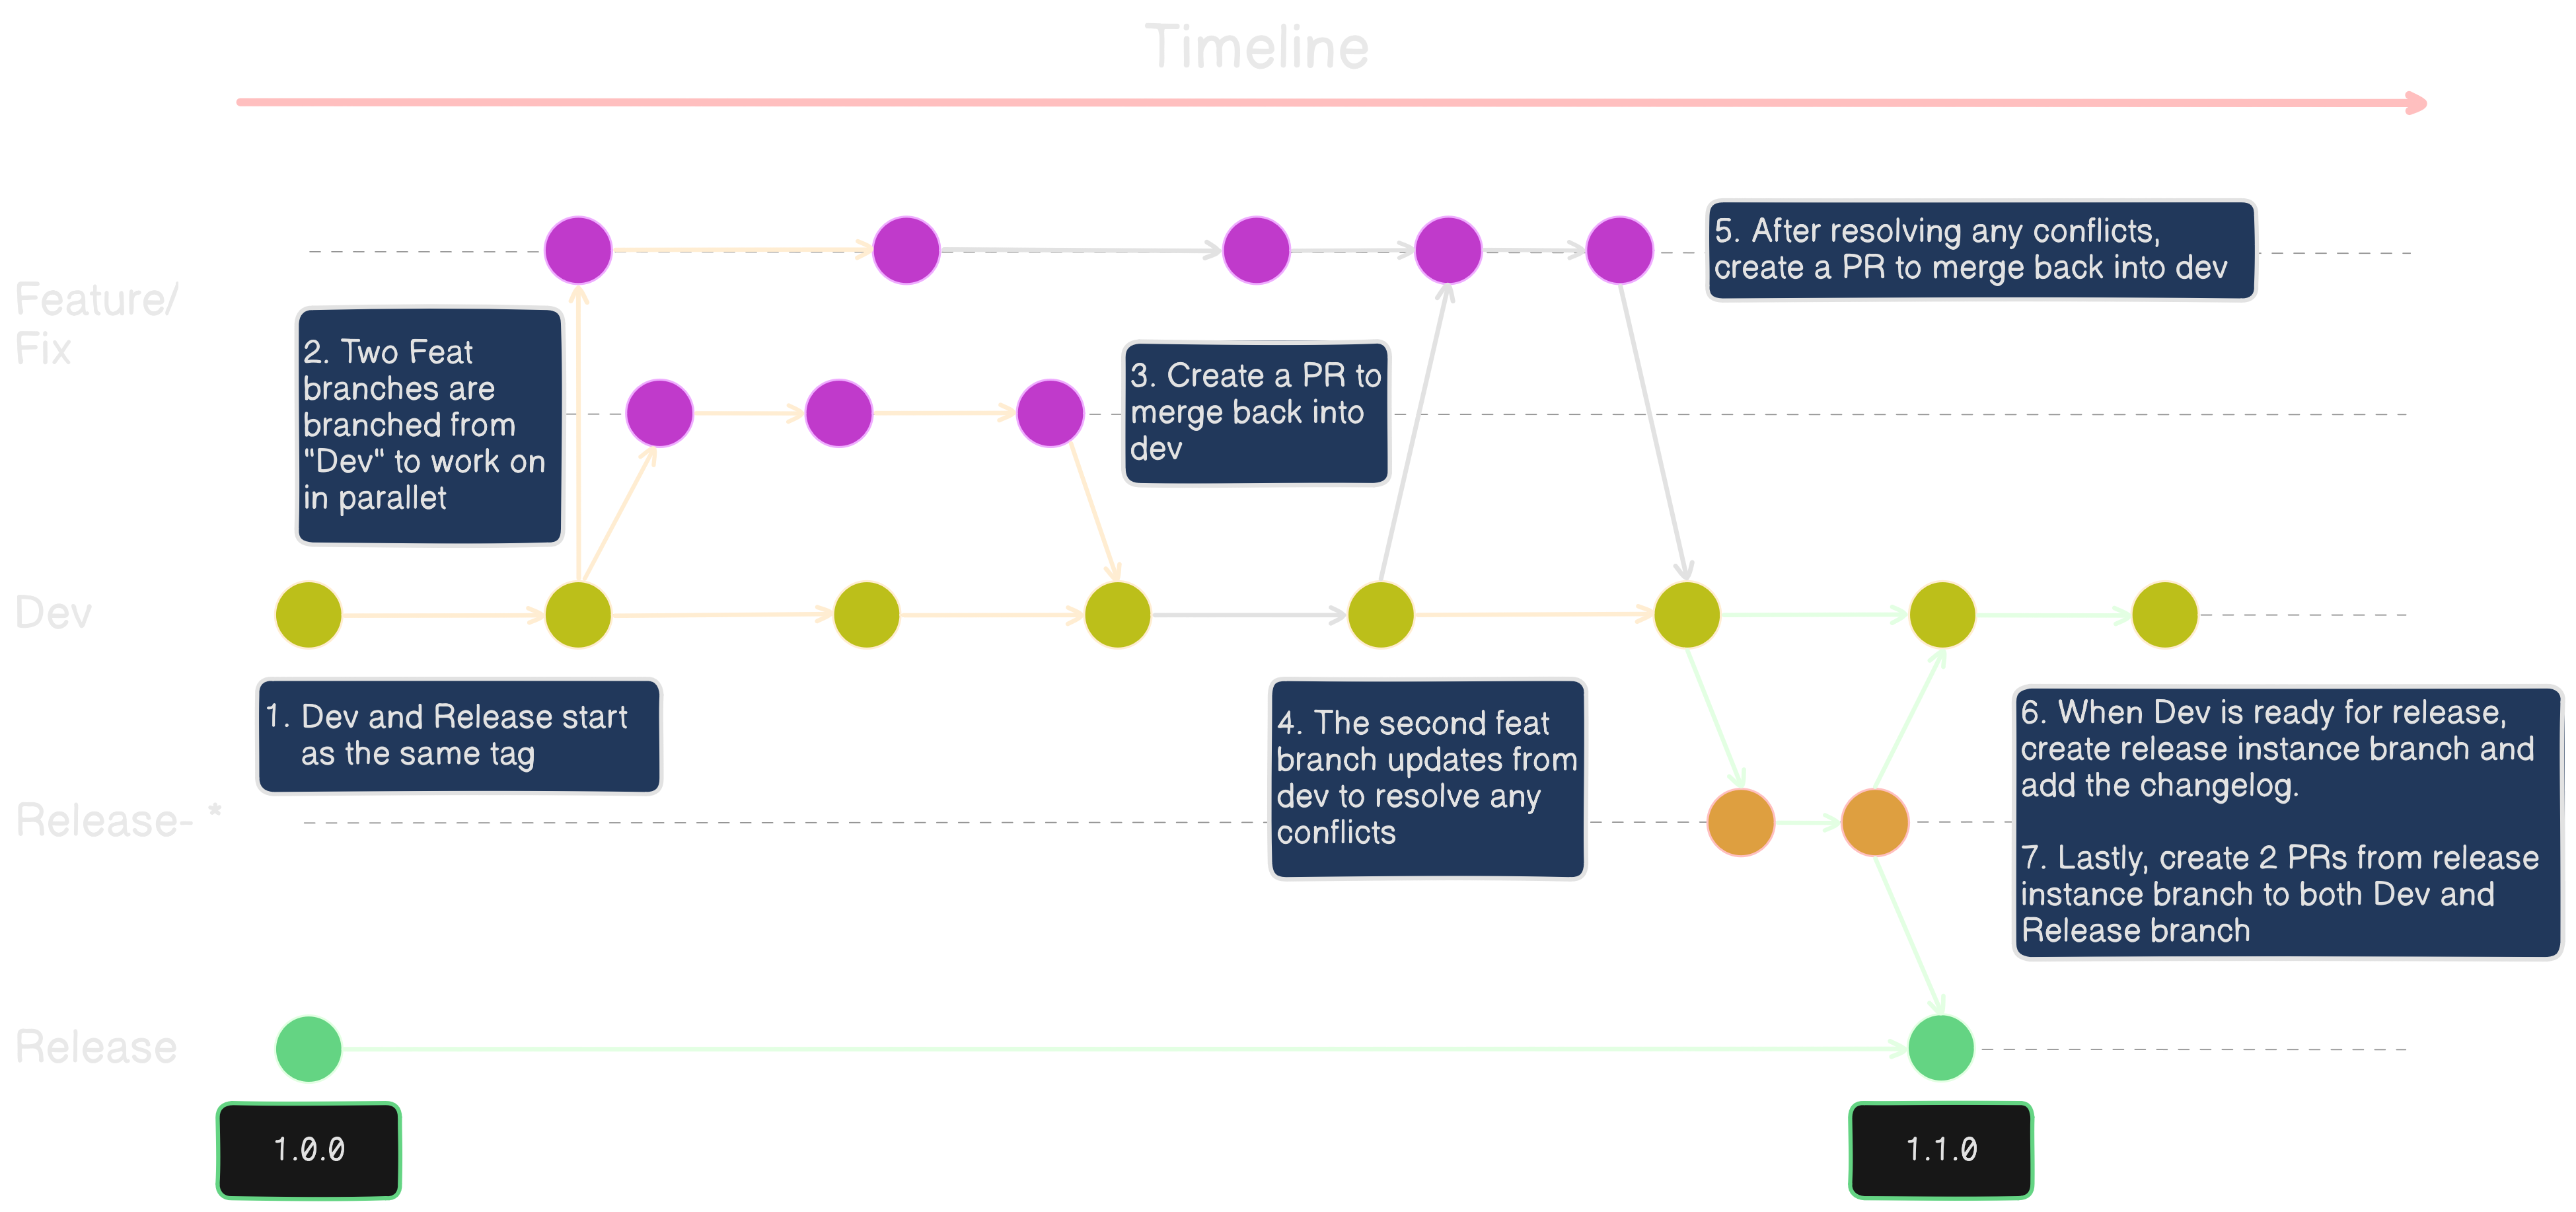 Timeline
5. After resolving any conflicts,
create a PR to merge back into dev
Feature/
Fix
2. Two Feat
branches are
branched from
"Dev" to work on
in parallet
3. Create a PR to
merge back into
dev
Dev
1. Dev and Release start
as the same tag
4. The second feat
branch updates from
dev to resolve any
conflicts
6. When Dev is ready for release,
create release instance branch and
add the changelog.
7. Lastly, create 2 PRs from release
instance branch to both Dev and
Release branch
Release- *
Release
1.0.0
1.1.0